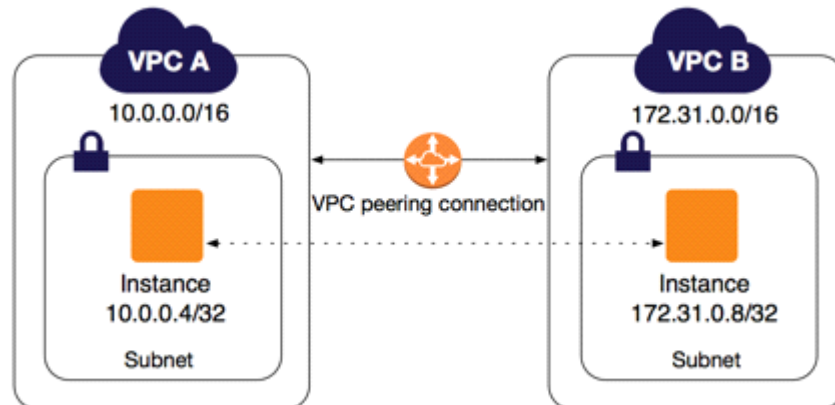 VPC A
10.0.0.0/16
Instance
10.0.0.4/32
Subnet
VPC peering connection
VPC B
172.31.0.0/16
Instance
172.31.0.8/32
Subnet